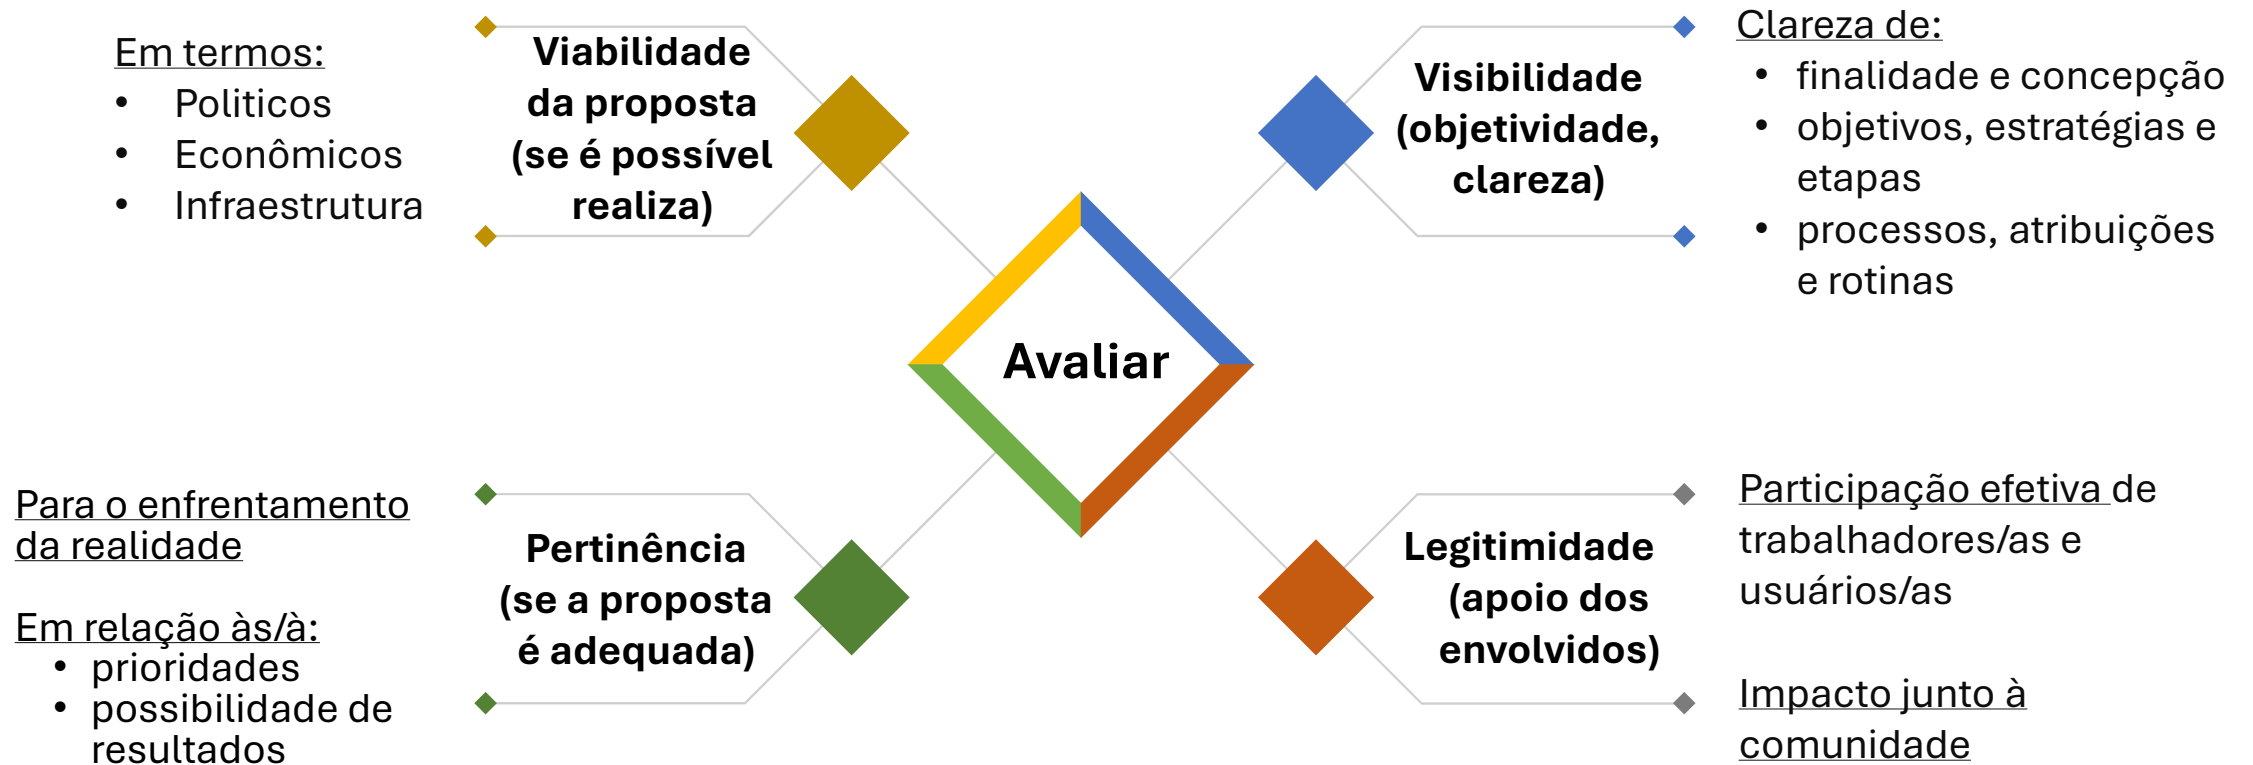 Em termos:
• Politicos
• Econômicos
• Infraestrutura
Viabilidade
da proposta
(se é possível
realiza)
Visibilidade
(objetividade,
clareza)
Clareza de:
• finalidade e concepção
• objetivos, estratégias e
etapas
• processos, atribuições
e rotinas
Avaliar
Para o enfrentamento
da realidade
Em relação às/à:
• prioridades
• possibilidade de
resultados
Pertinência
(se a proposta
é adequada)
Legitimidade
(apoio dos
envolvidos)
Participação efetiva de
trabalhadores/as e
usuários/as
Impacto junto à
comunidade